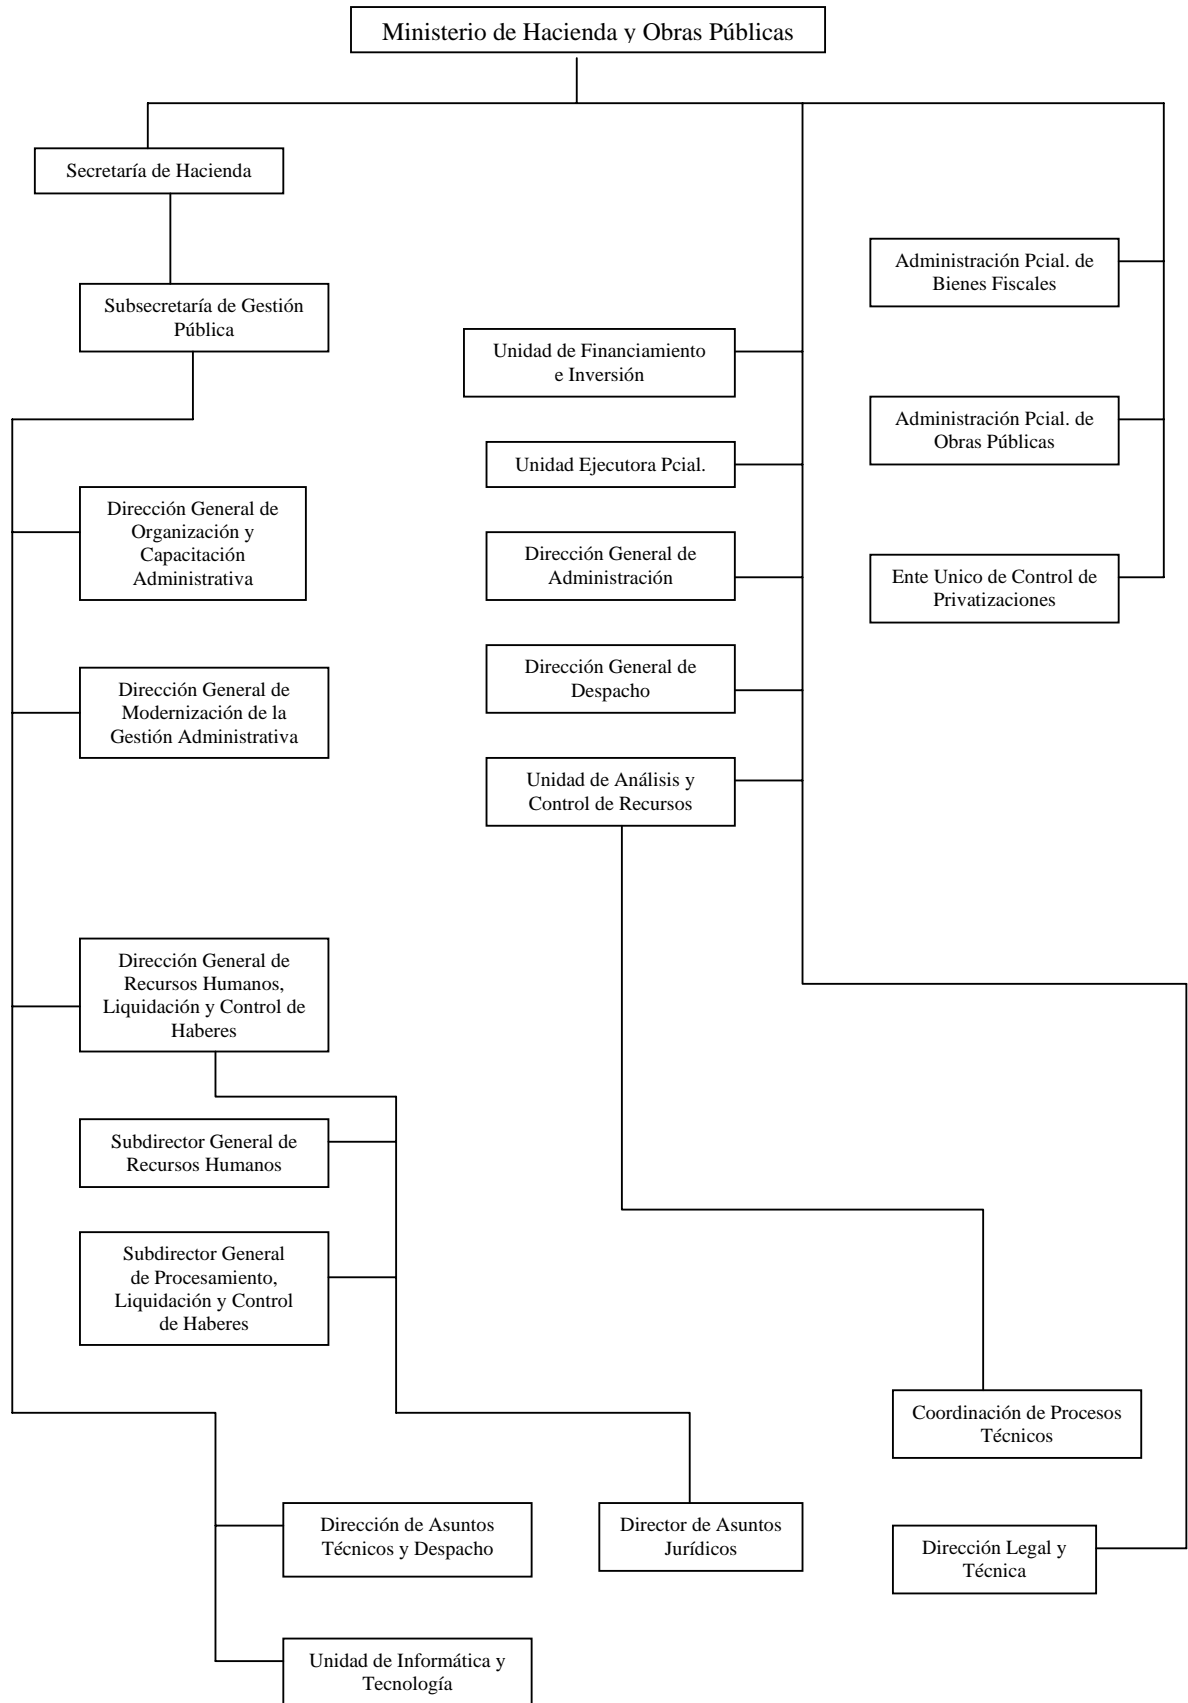 Ministerio de Hacienda y Obras Públicas
Secretaría de Hacienda
Subsecretaría de Gestión
Pública
Administración Pcial. de
Bienes Fiscales
Unidad de Financiamiento
e Inversión
Administración Pcial. de
Obras Públicas
Unidad Ejecutora Pcial.
Dirección General de
Organización y
Capacitación
Administrativa
Dirección General de
Administración
Ente Unico de Control de
Privatizaciones
Dirección General de
Despacho
Dirección General de
Modernización de la
Gestión Administrativa
Unidad de Análisis y
Control de Recursos
Dirección General de
Recursos Humanos,
Liquidación y Control de
Haberes
Subdirector General de
Recursos Humanos
Subdirector General
de Procesamiento,
Liquidación y Control
de Haberes
Coordinación de Procesos
Técnicos
Dirección de Asuntos
Técnicos y Despacho
Director de Asuntos
Jurídicos
Dirección Legal y
Técnica
Unidad de Informática y
Tecnología